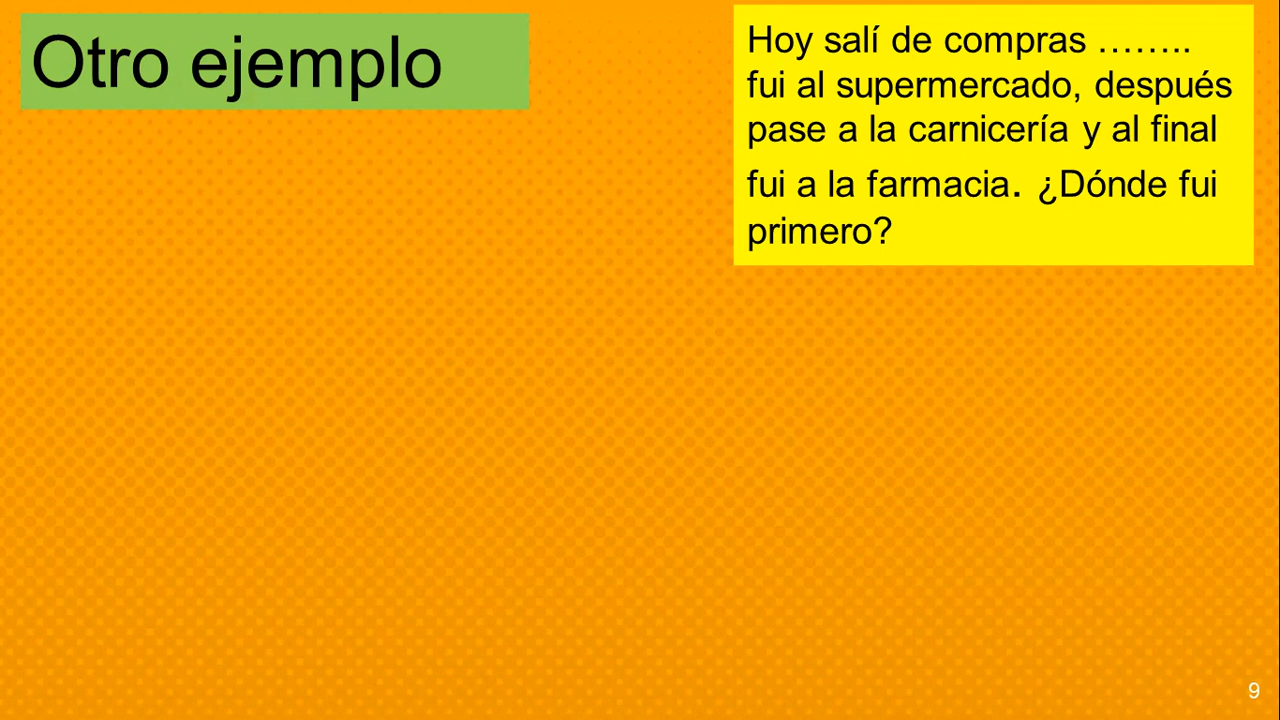 Otro ejemplo
Hoy salí de compras ……..
fui al supermercado, después
pase a la carnicería y al final
fui a la farmacia. ¿Dónde fui
primero?
9